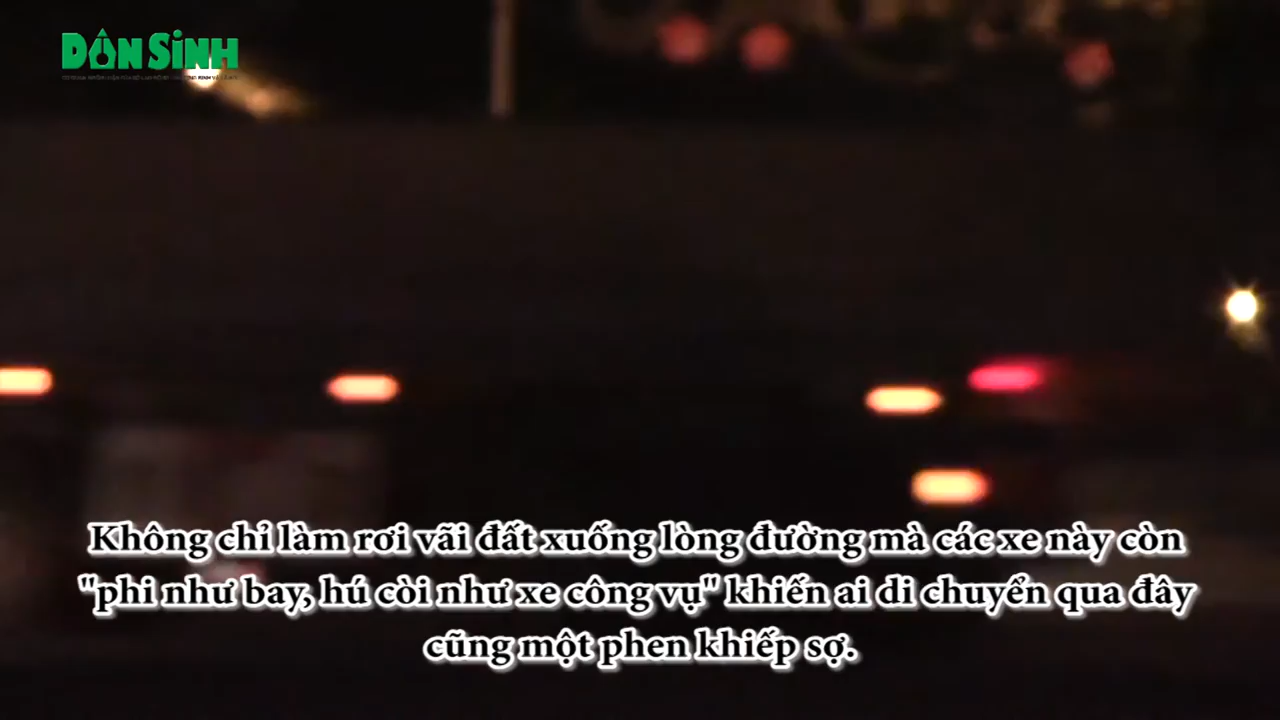 DÂN SINH
Không chỉ làm rơi vãi đất xuống lòng đường mà các xe này còn
"phi như bay, hú còi như xe công vụ" khiến ai di chuyển qua đây
cũng một phen khiếp sợ.